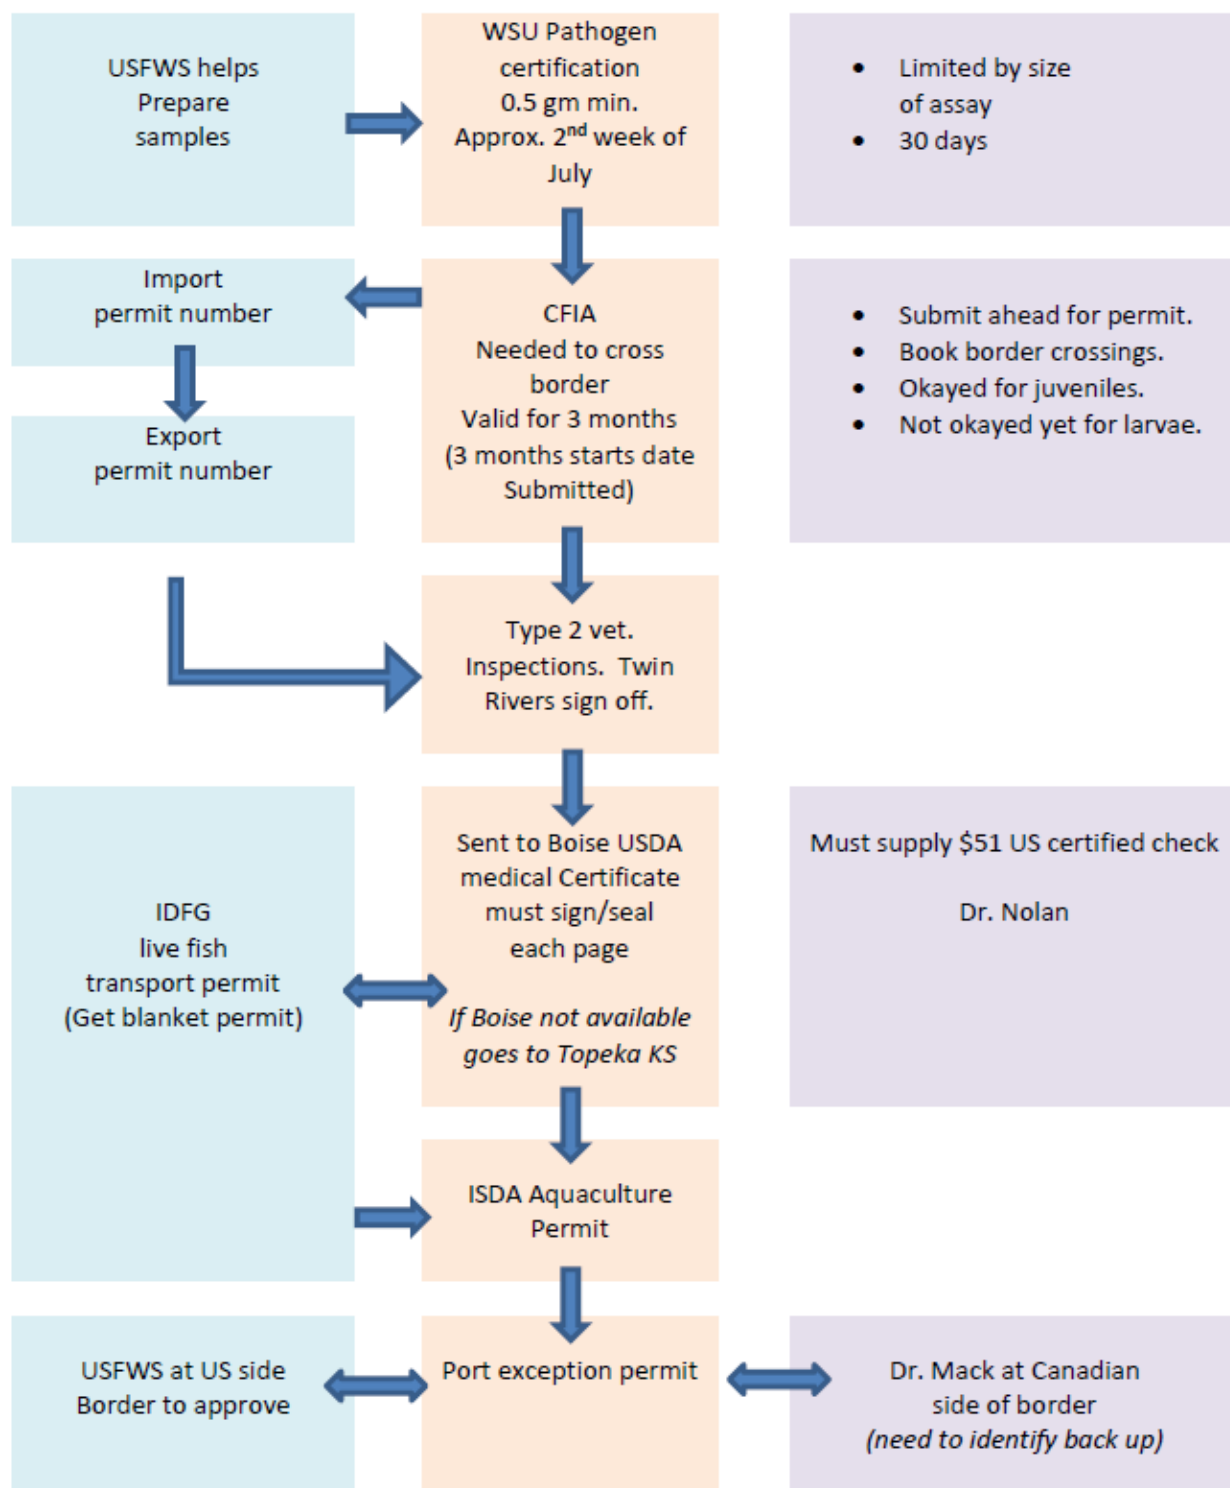 USFWS helps
Prepare
samples
WSU Pathogen
certification
0.5 gm min.
Approx. 2nd week of
July
• Limited by size
of assay
• 30 days
Import
permit number
Export
permit number
CFIA
Needed to cross
border
Valid for 3 months
(3 months starts date
Submitted)
• Submit ahead for permit.
• Book border crossings.
• Okayed for juveniles.
• Not okayed yet for larvae.
Type 2 vet.
Inspections. Twin
Rivers sign off.
IDFG
live fish
transport permit
(Get blanket permit)
Sent to Boise USDA
medical Certificate
must sign/seal
each page
If Boise not available
goes to Topeka KS
Must supply $51 US certified check
Dr. Nolan
ISDA Aquaculture
Permit
USFWS at US side
Border to approve
Port exception permit
Dr. Mack at Canadian
side of border
(need to identify back up)